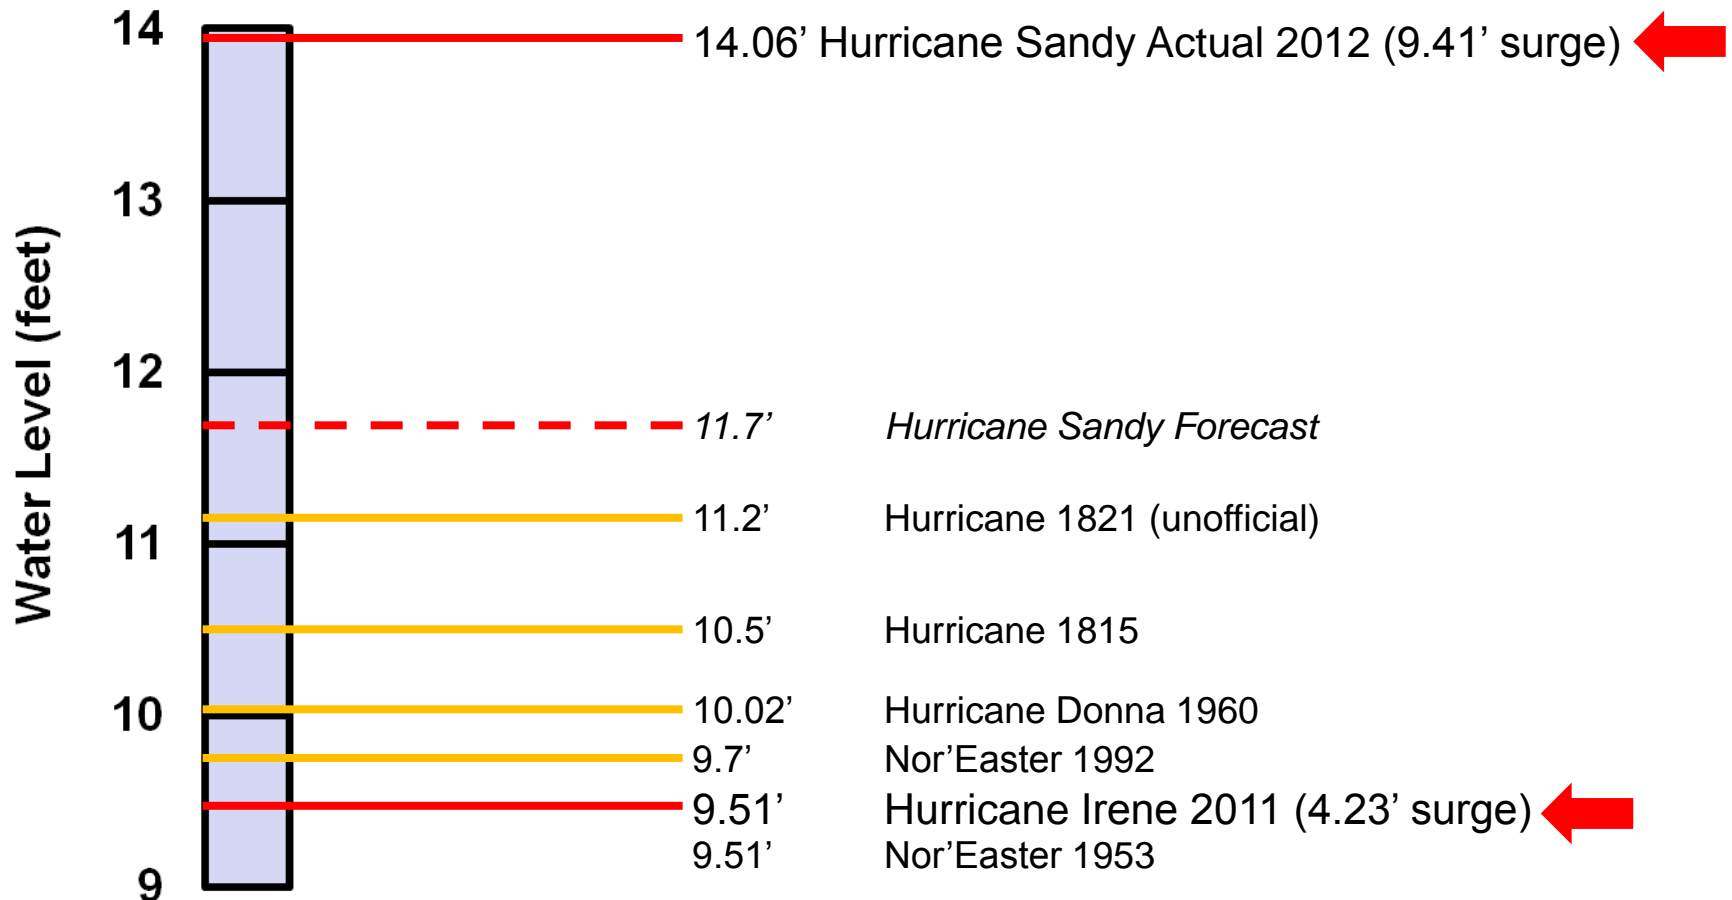 Water Level (feet)
14
14.06’ Hurricane Sandy Actual 2012 (9.41’ surge)
13
12
11.7’ Hurricane Sandy Forecast
11.2’ Hurricane 1821 (unofficial)
11
10.5’ Hurricane 1815
10
10.02’ Hurricane Donna 1960
9.7’ Nor’Easter 1992
9.51’ Hurricane Irene 2011 (4.23’ surge)
9.51’ Nor’Easter 1953
9